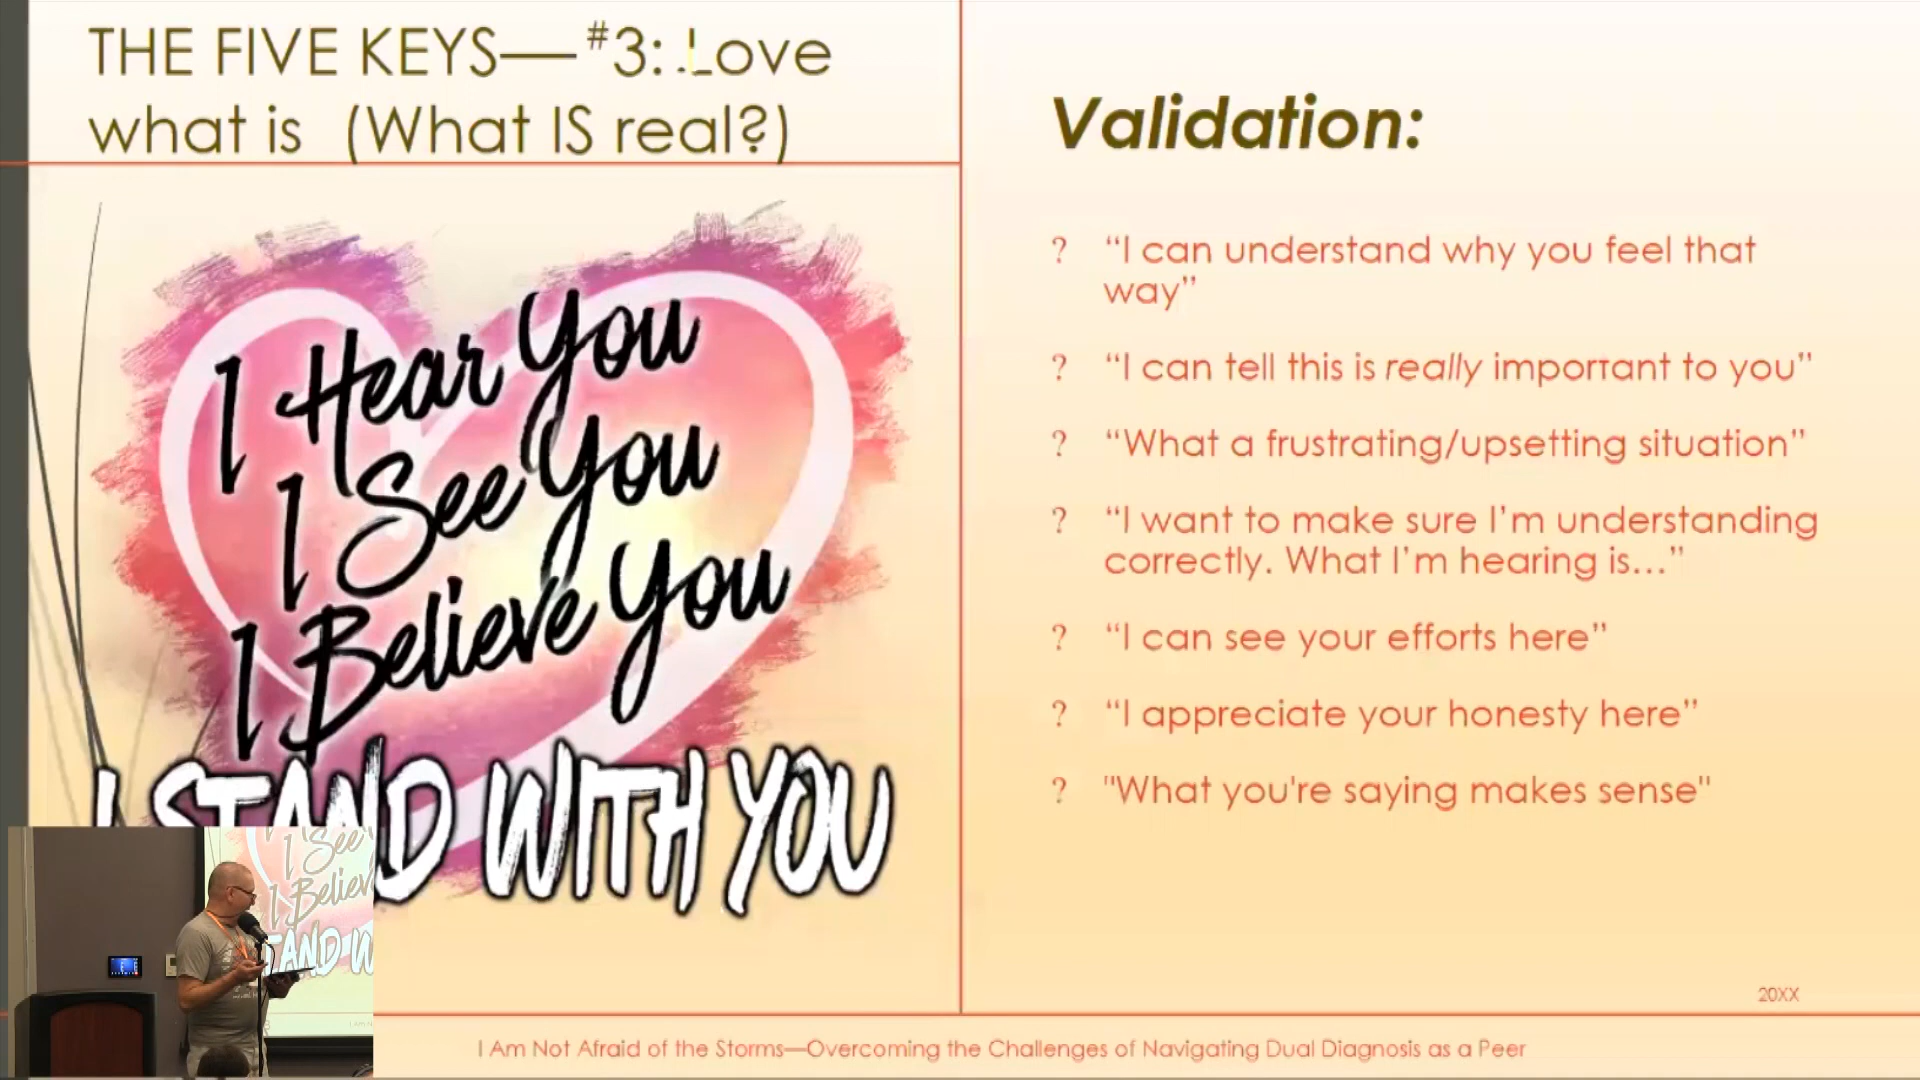 THE FIVE KEYS—#3: Love
what is (What IS real?)
I Hear You
I See You
I Believe You
I STAND WITH YOU
Validation:
? “I can understand why you feel that
way”
? “I can tell this is really important to you”
? “What a frustrating/upsetting situation”
? “I want to make sure I’m understanding
correctly. What I’m hearing is…”
? “I can see your efforts here”
? “I appreciate your honesty here”
? "What you're saying makes sense"
20XX
I Am Not Afraid of the Storms—Overcoming the Challenges of Navigating Dual Diagnosis as a Peer
I See
I Believ
TAND W